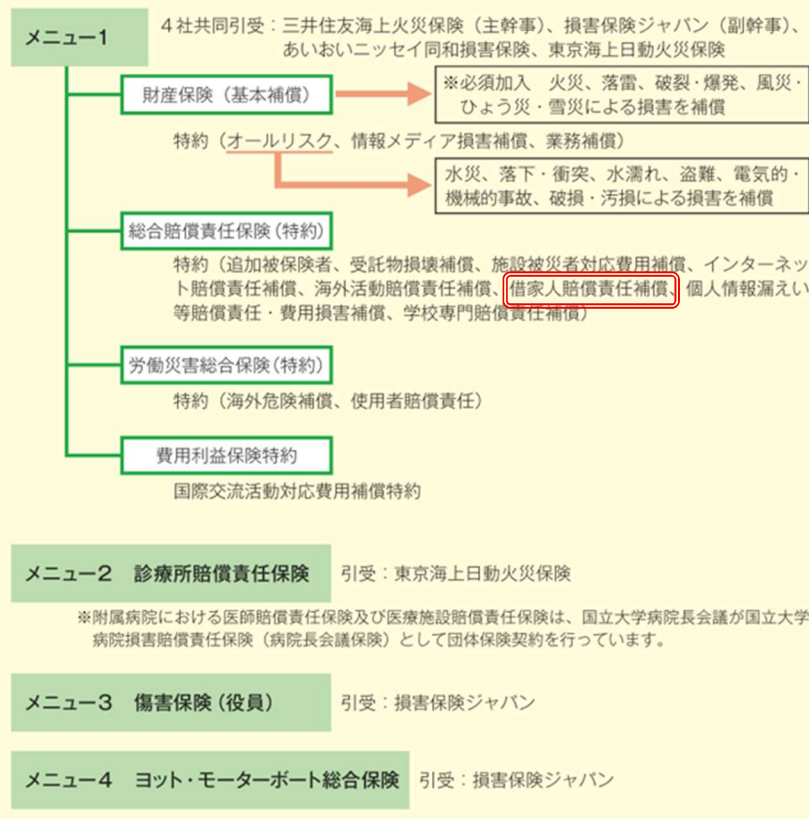 メニュー1
4社共同引受:三井住友海上火災保険(主幹事)、損害保険ジャパン(副幹事)、
あいおいニッセイ同和損害保険、東京海上日動火災保険
財産保険(基本補償)
※必須加入 火災、落雷、破裂・爆発、風災・
ひょう災・雪災による損害を補償
特約(オールリスク、情報メディア損害補償、業務補償)
水災、落下・衝突、水濡れ、盗難、電気的・
機械的事故、破損・汚損による損害を補償
総合賠償責任保険(特約)
特約(追加被保険者、受託物損壊補償、施設被災者対応費用補償、インターネッ
ト賠償責任補償、海外活動賠償責任補償、借家人賠償責任補償、個人情報漏えい
等賠償責任・費用損害補償、学校専門賠償責任補償)
労働災害総合保険(特約)
特約(海外危険補償、使用者賠償責任)
費用利益保険特約
国際交流活動対応費用補償特約
メニュー2 診療所賠償責任保険 引受:東京海上日動火災保険
※附属病院における医師賠償責任保険及び医療施設賠償責任保険は、国立大学病院長会議が国立大学
病院損害賠償責任保険(病院長会議保険)として団体保険契約を行っています。
メニュー3 傷害保険(役員) 引受:損害保険ジャパン
メニュー4 ヨット・モーターボート総合保険 引受:損害保険ジャパン